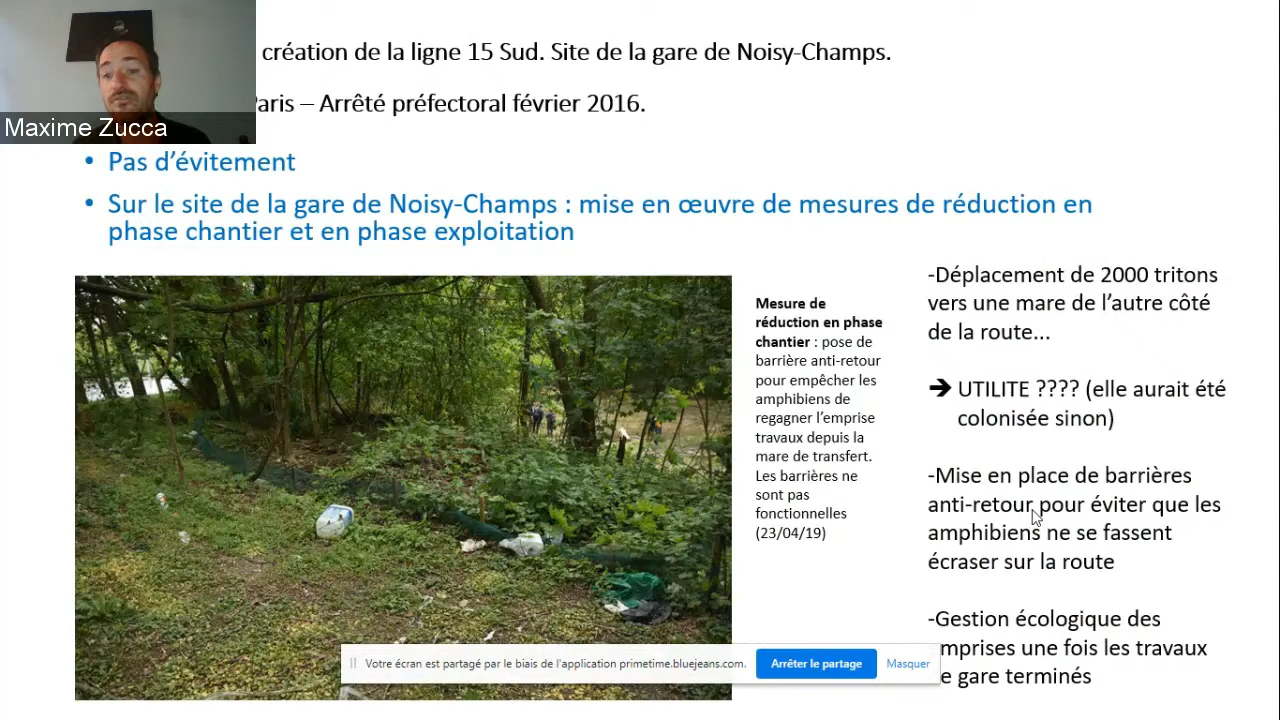 création de la ligne 15 Sud. Site de la gare de Noisy-Champs.
Paris – Arrêté préfectoral février 2016.
Maxime Zucca
• Pas d’évitement
• Sur le site de la gare de Noisy-Champs : mise en œuvre de mesures de réduction en
phase chantier et en phase exploitation
Mesure de
réduction en phase
chantier : pose de
barrière anti-retour
pour empêcher les
amphibiens de
regagner l’emprise
travaux depuis la
mare de transfert.
Les barrières ne
sont pas
fonctionnelles
(23/04/19)
-Déplacement de 2000 tritons
vers une mare de l’autre côté
de la route...
➔ UTILITE ???? (elle aurait été
colonisée sinon)
-Mise en place de barrières
anti-retour pour éviter que les
amphibiens ne se fassent
écraser sur la route
-Gestion écologique des
emprises une fois les travaux
de gare terminés
Votre écran est partagé par le biais de l'application primetime.bluejeans.com.
Arrêter le partage
Masquer